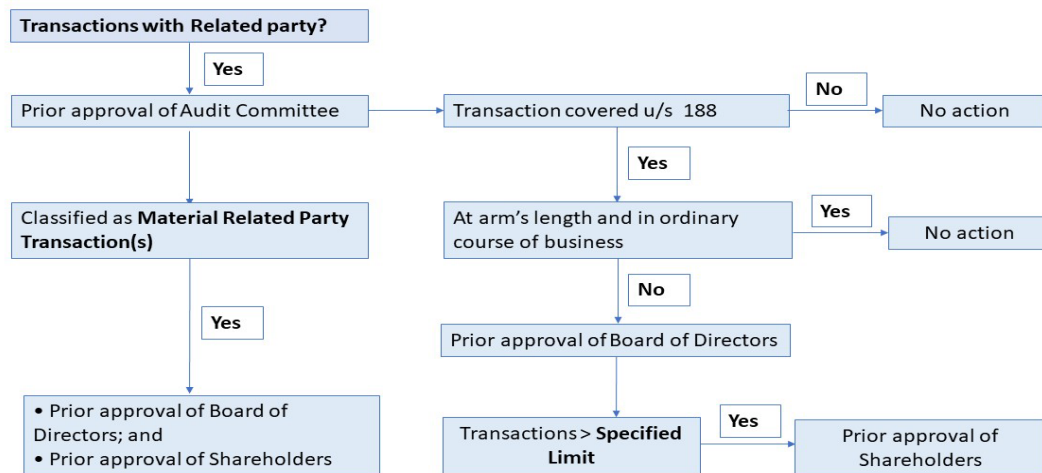 Transactions with Related party?
Yes
Prior approval of Audit Committee
Transaction covered u/s 188
No
No action
Yes
Classified as Material Related Party
Transaction(s)
At arm's length and in ordinary
course of business
Yes
No action
No
Yes
Prior approval of Board of Directors
• Prior approval of Board of
Directors; and
• Prior approval of Shareholders
Transactions > Specified
Limit
Yes
Prior approval of
Shareholders